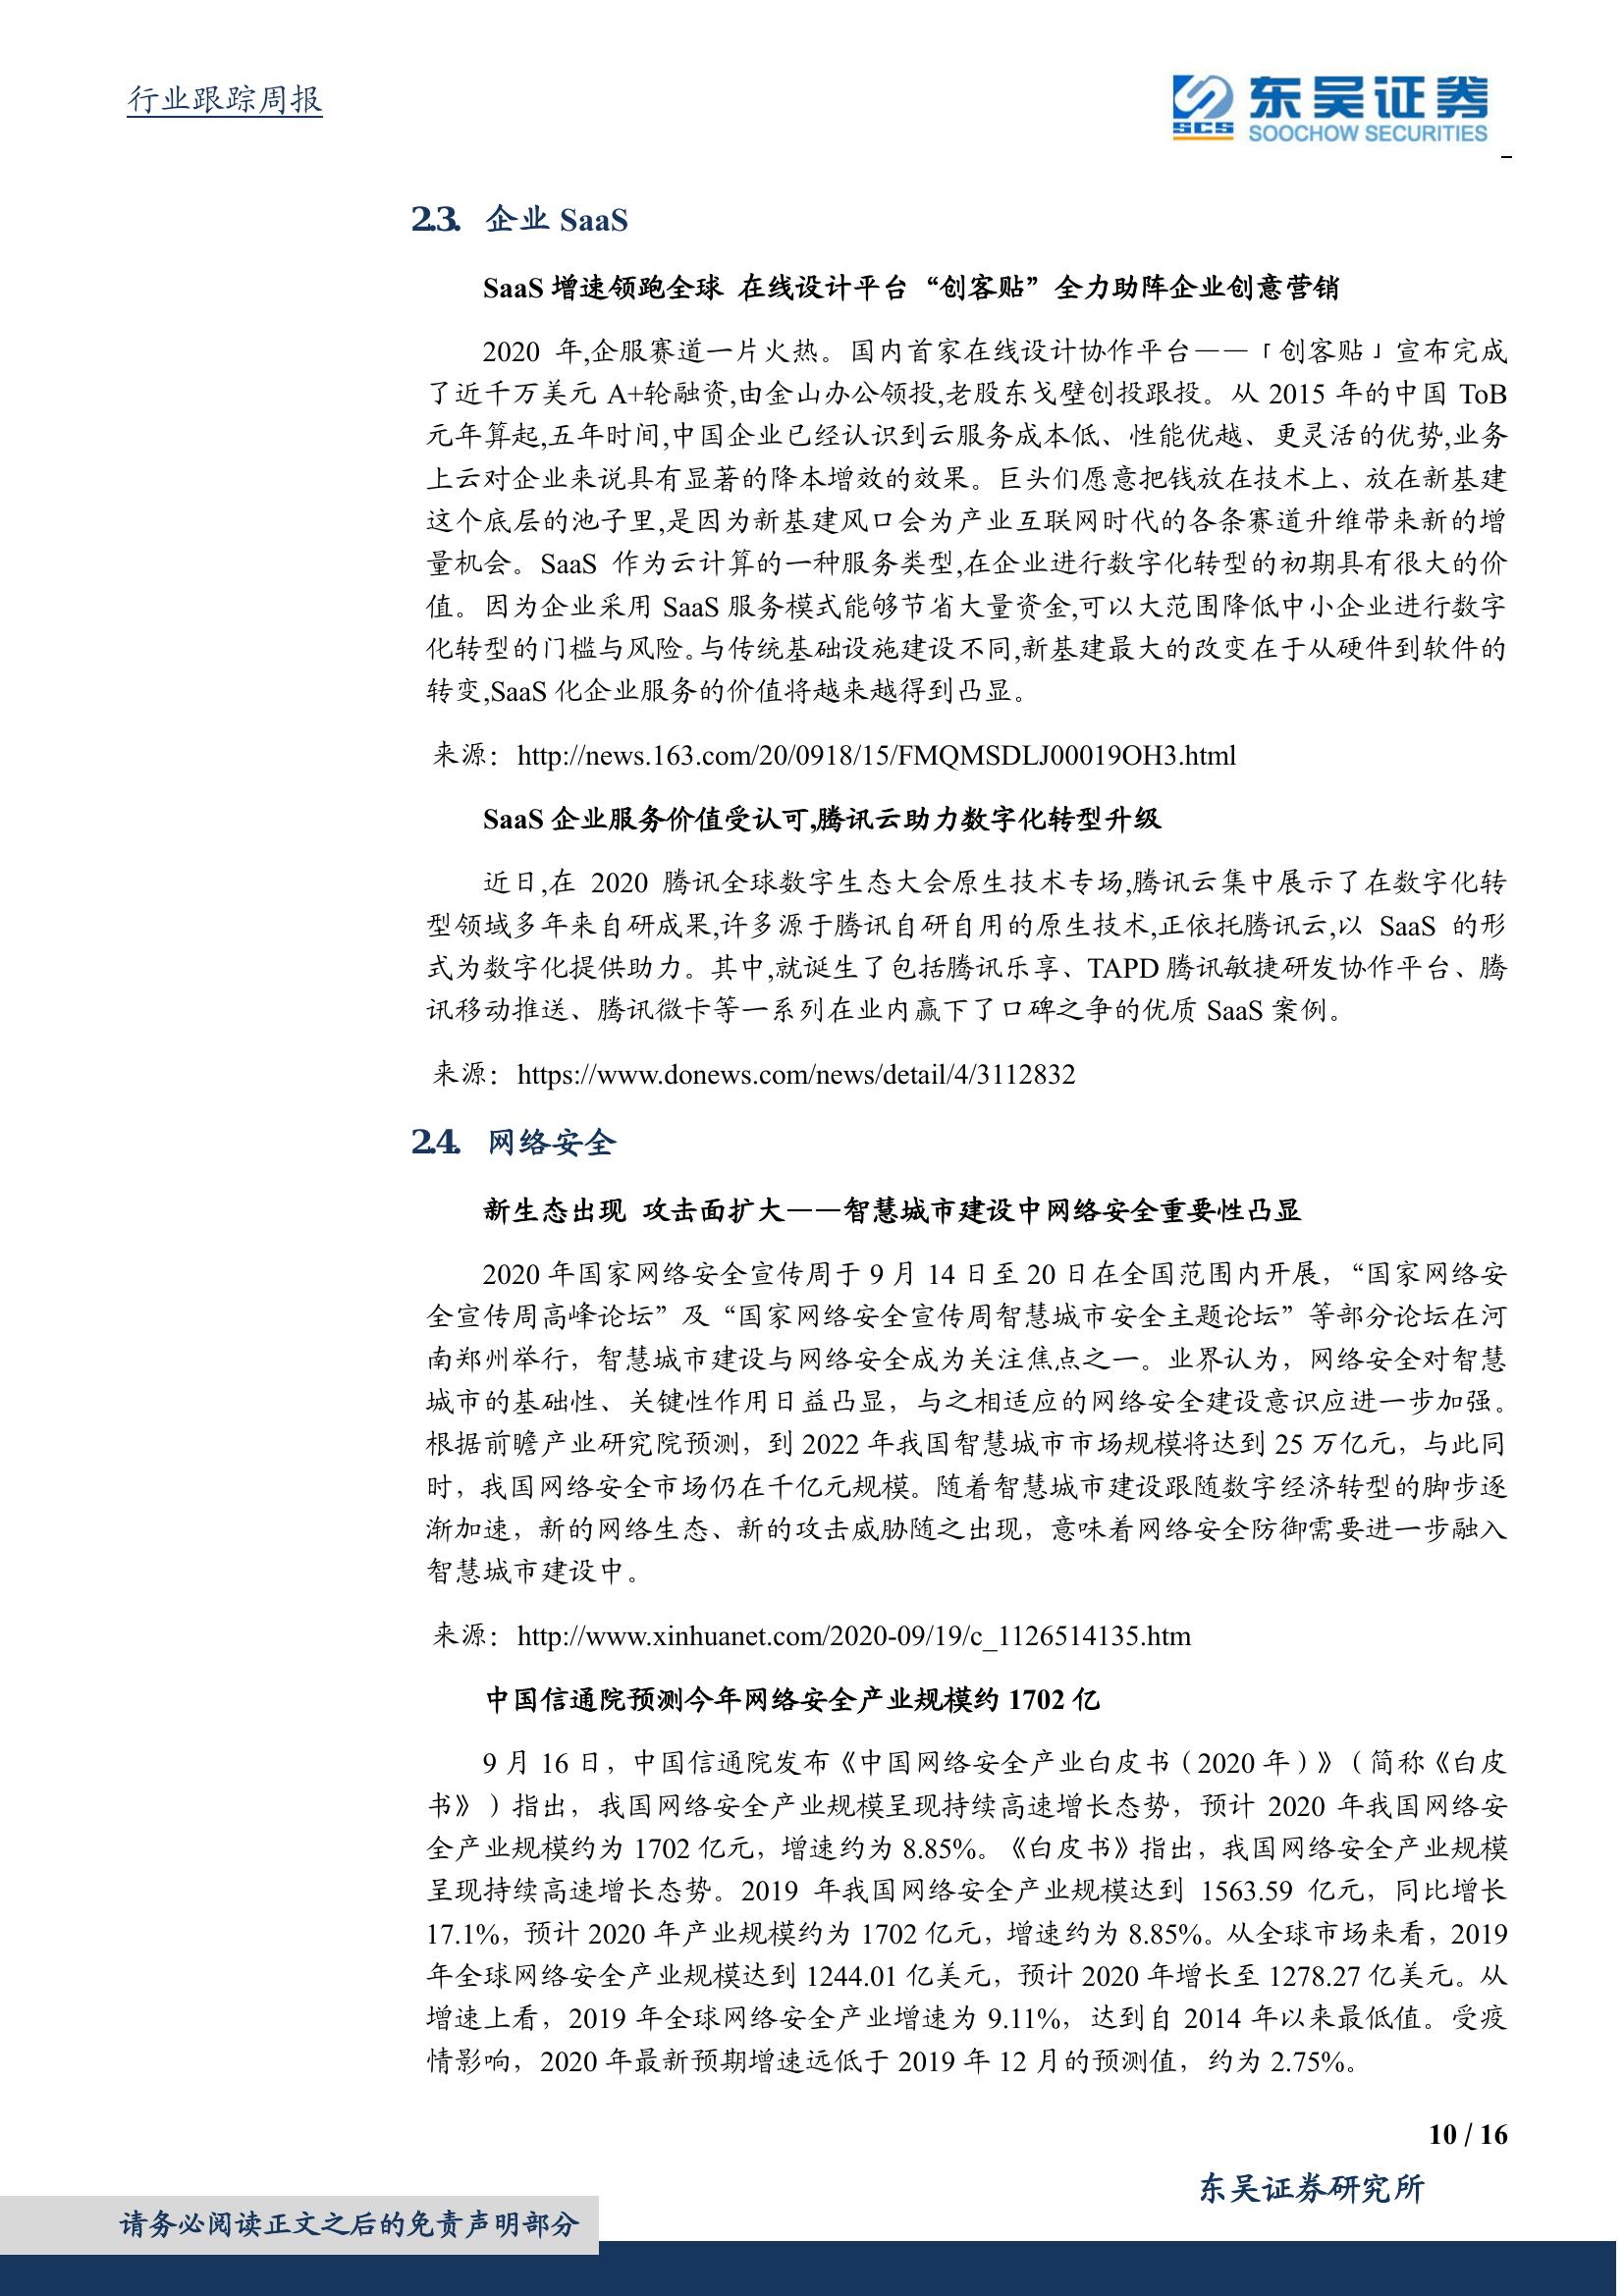 行业跟踪周报
SCS 东吴证券
SOOCHOW SECURITIES
2.3. 企业 SaaS
SaaS 增速领跑全球 在线设计平台“创客贴”全力助阵企业创意营销
2020 年,企服赛道一片火热。国内首家在线设计协作平台——「创客贴」宣布完成
了近千万美元 A+轮融资,由金山办公领投,老股东戈壁创投跟投。从 2015 年的中国 ToB
元年算起,五年时间,中国企业已经认识到云服务成本低、性能优越、更灵活的优势,业务
上云对企业来说具有显著的降本增效的效果。巨头们愿意把钱放在技术上、放在新基建
这个底层的池子里,是因为新基建风口会为产业互联网时代的各条赛道升维带来新的增
量机会。SaaS 作为云计算的一种服务类型,在企业进行数字化转型的初期具有很大的价
值。因为企业采用 SaaS 服务模式能够节省大量资金,可以大范围降低中小企业进行数字
化转型的门槛与风险。与传统基础设施建设不同,新基建最大的改变在于从硬件到软件的
转变,SaaS 化企业服务的价值将越来越得到凸显。
来源：http://news.163.com/20/0918/15/FMQMSDLJ00019OH3.html
SaaS 企业服务价值受认可,腾讯云助力数字化转型升级
近日,在 2020 腾讯全球数字生态大会原生技术专场,腾讯云集中展示了在数字化转
型领域多年来自研成果,许多源于腾讯自研自用的原生技术,正依托腾讯云,以 SaaS 的形
式为数字化提供助力。其中,就诞生了包括腾讯乐享、TAPD 腾讯敏捷研发协作平台、腾
讯移动推送、腾讯微卡等一系列在业内赢下了口碑之争的优质 SaaS 案例。
来源：https://www.donews.com/news/detail/4/3112832
2.4. 网络安全
新生态出现 攻击面扩大——智慧城市建设中网络安全重要性凸显
2020 年国家网络安全宣传周于 9 月 14 日至 20 日在全国范围内开展，“国家网络安
全宣传周高峰论坛”及“国家网络安全宣传周智慧城市安全主题论坛”等部分论坛在河
南郑州举行，智慧城市建设与网络安全成为关注焦点之一。业界认为，网络安全对智慧
城市的基础性、关键性作用日益凸显，与之相适应的网络安全建设意识应进一步加强。
根据前瞻产业研究院预测，到 2022 年我国智慧城市市场规模将达到 25 万亿元，与此同
时，我国网络安全市场仍在千亿元规模。随着智慧城市建设跟随数字经济转型的脚步逐
渐加速，新的网络生态、新的攻击威胁随之出现，意味着网络安全防御需要进一步融入
智慧城市建设中。
来源：http://www.xinhuanet.com/2020-09/19/c_1126514135.htm
中国信通院预测今年网络安全产业规模约 1702 亿
9 月 16 日，中国信通院发布《中国网络安全产业白皮书（2020 年）》（简称《白皮
书》）指出，我国网络安全产业规模呈现持续高速增长态势，预计 2020 年我国网络安
全产业规模约为 1702 亿元，增速约为 8.85%。《白皮书》指出，我国网络安全产业规模
呈现持续高速增长态势。2019 年我国网络安全产业规模达到 1563.59 亿元，同比增长
17.1%，预计 2020 年产业规模约为 1702 亿元，增速约为 8.85%。从全球市场来看，2019
年全球网络安全产业规模达到 1244.01 亿美元，预计 2020 年增长至 1278.27 亿美元。从
增速上看，2019 年全球网络安全产业增速为 9.11%，达到自 2014 年以来最低值。受疫
情影响，2020 年最新预期增速远低于 2019 年 12 月的预测值，约为 2.75%。
10 / 16
东吴证券研究所
请务必阅读正文之后的免责声明部分